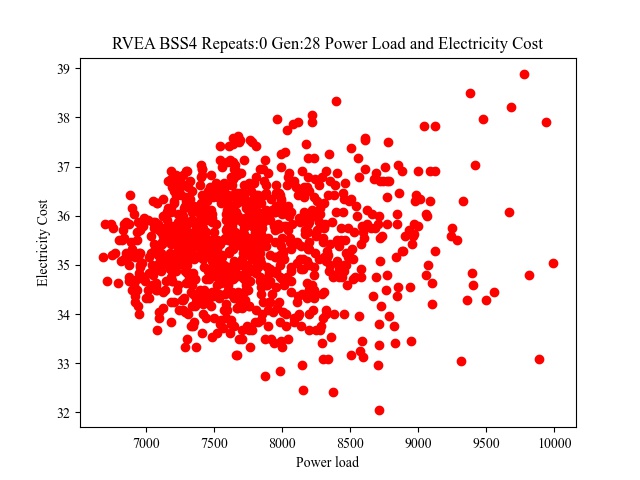 RVEA BSS4 Repeats:0 Gen:28 Power Load and Electricity Cost
39
38
37
36
35
34
33
32
Electricity Cost
7000 7500 8000 8500 9000 9500 10000
Power load